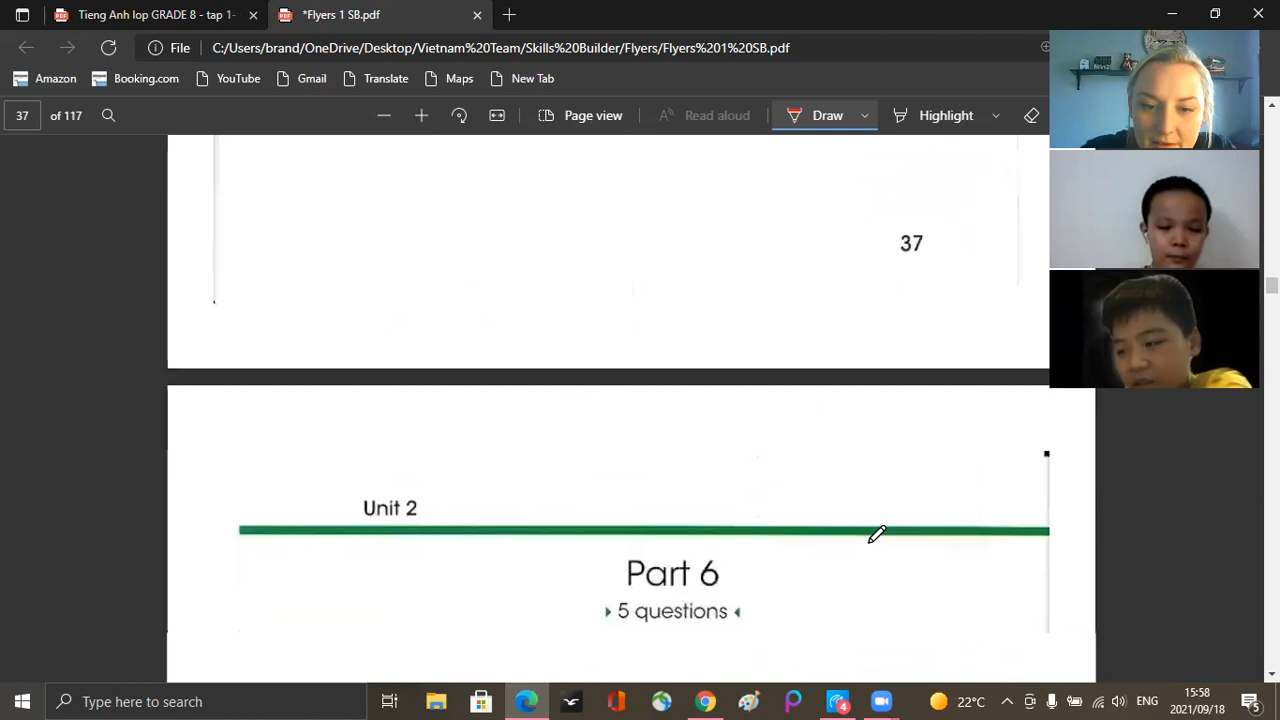 Tieng Anh lop GRADE 8 - tap 1-
*Flyers 1 SB.pdf
File
C:/Users/brand/OneDrive/Desktop/Vietnam%20Team/Skills%20Builder/Flyers/Flyers%201%20SB.pdf
Amazon
Booking.com
YouTube
Gmail
Translate
Maps
New Tab
37
of 117
Page view
Read aloud
Draw
Highlight
37
Unit 2
Part 6
5 questions
Type here to search
4
22°C
ENG
15:58
2021/09/18
5